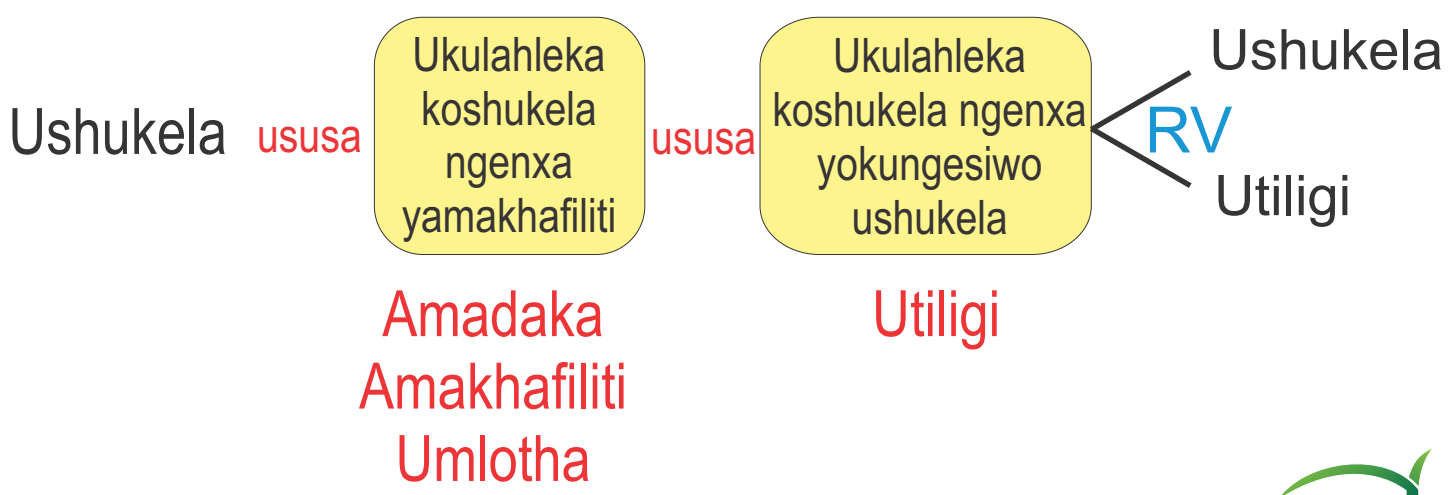 Ushukela
ususa
Ukulahleka
koshukela
ngenxa
yamakhafiliti
ususa
Ukulahleka
koshukela ngenxa
yokungesiwo
ushukela
Ushukela
RV
Utiligi
Amadaka
Amakhafiliti
Umlotha
Utiligi